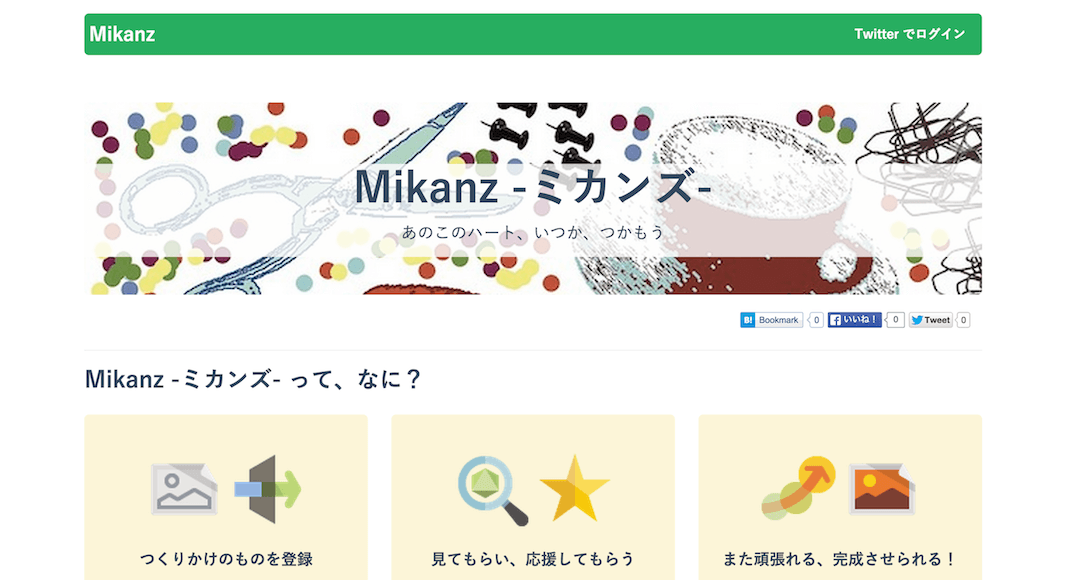 Mikanz
Twitter でログイン
Mikanz -ミカンズ-
あのこのハート、いつか、つかもう
B! Bookmark 0 いいね！ 0 Tweet 0
Mikanz -ミカンズ- って、なに？
つくりかけのものを登録
見てもらい、応援してもらう
また頑張れる、完成させられる！